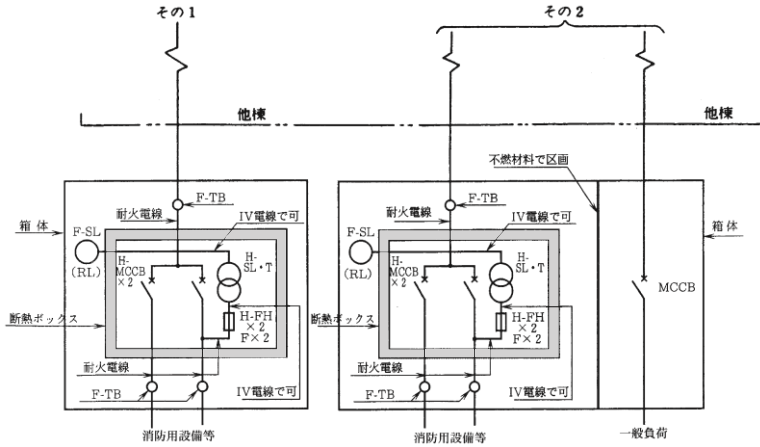 その1
その2
他棟
他棟
不燃材料で区画
F-TB
耐火電線
IV電線で可
箱 体
F-SL
(RL)
H-
MCCB
×2
H-
SL・T
H-FH
×2
F×2
断熱ボックス
耐火電線
F-TB
IV電線で可
消防用設備等
F-TB
耐火電線
IV電線で可
F-SL
(RL)
H-
MCCB
×2
H-
SL・T
H-FH
×2
F×2
断熱ボックス
耐火電線
F-TB
IV電線で可
消防用設備等
箱 体
MCCB
一般負荷